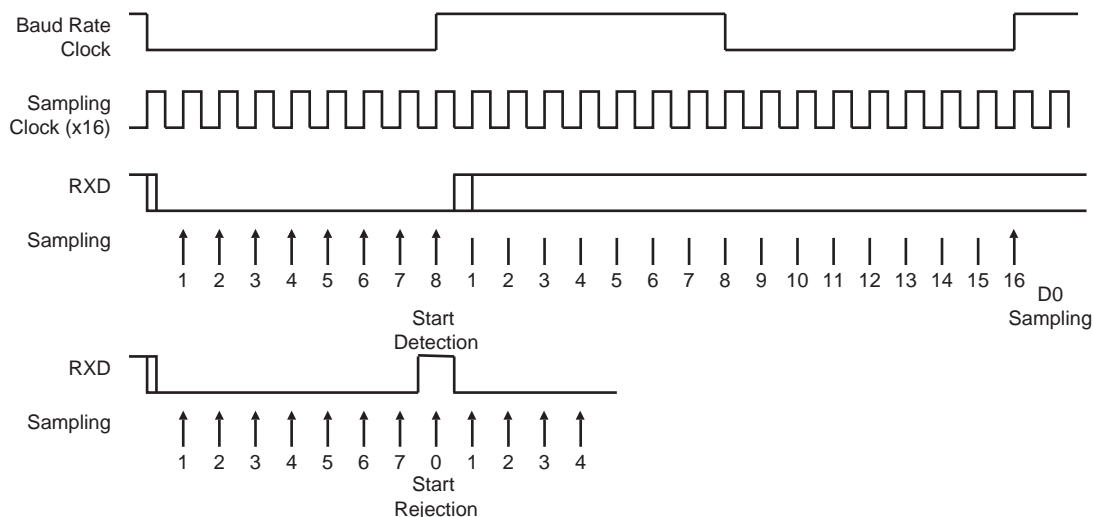 Baud Rate
Clock
Sampling
Clock (x16)
RXD
Sampling
1 2 3 4 5 6 7 8 1 2 3 4 5 6 7 8 9 10 11 12 13 14 15 16
D0
Sampling
Start
Detection
RXD
Sampling
1 2 3 4 5 6 7 0 1 2 3 4
Start
Rejection